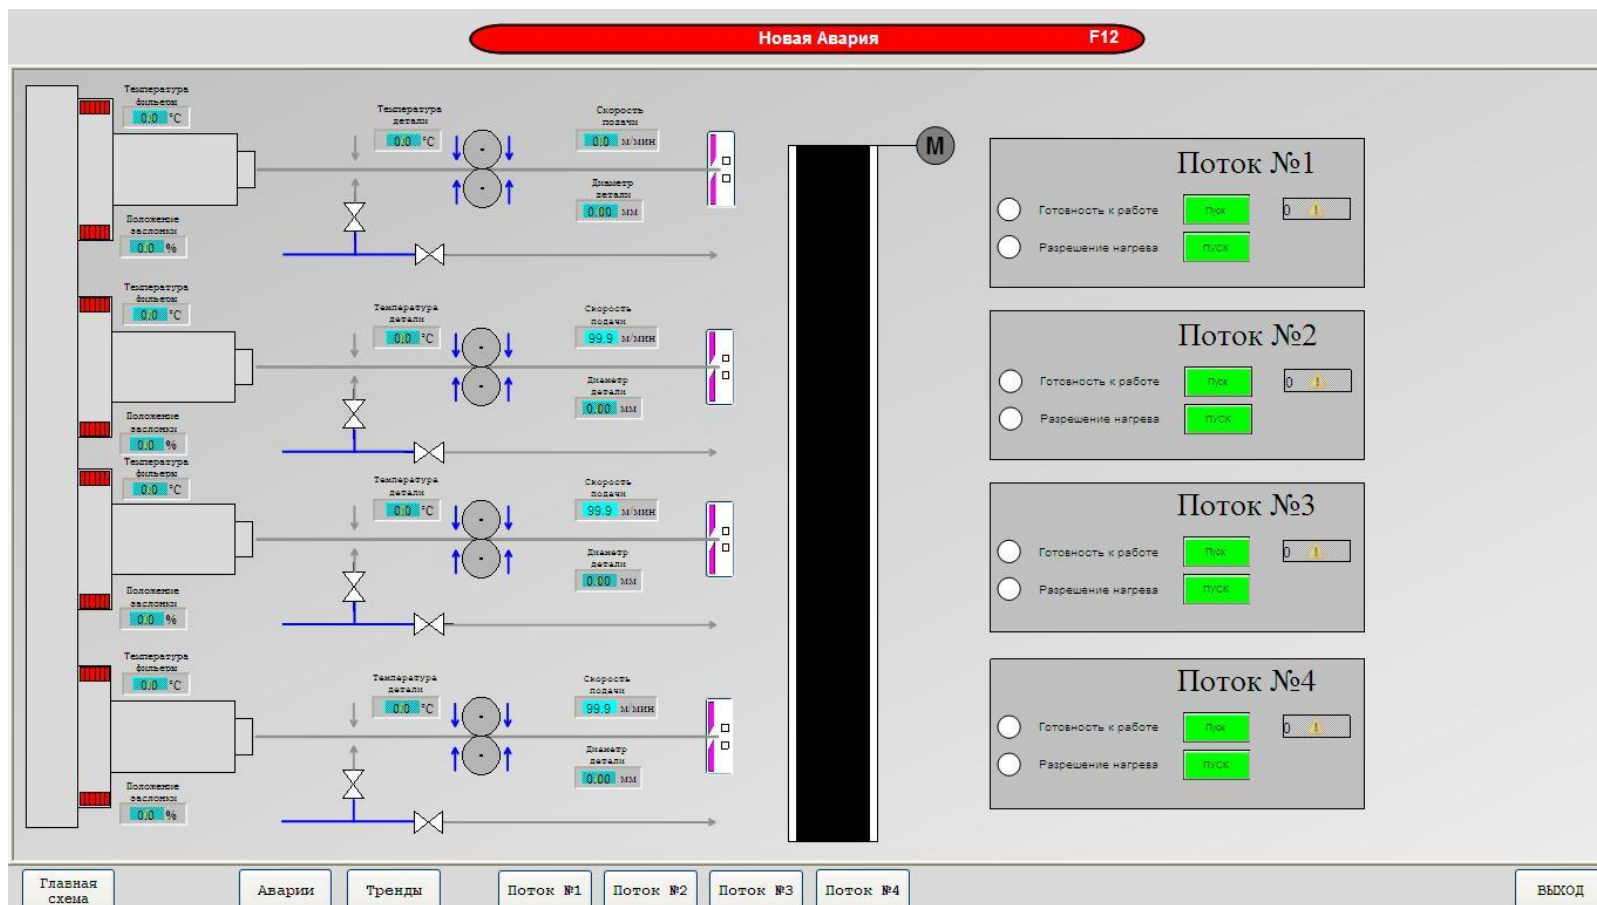 Новая Авария F12
Температура
фильеры
0.0 °C
Температура
детали
0.0 °C
Скорость
подачи
0.0 м/мин
Диаметр
детали
0.00 мм
Положение
заслонки
0.0 %
М
Поток №1
Готовность к работе Пуск 0
Разрешение нагрева ПУСК
Температура
фильеры
0.0 °C
Температура
детали
0.0 °C
Скорость
подачи
99.9 м/мин
Диаметр
детали
0.00 мм
Положение
заслонки
0.0 %
Поток №2
Готовность к работе Пуск 0
Разрешение нагрева ПУСК
Температура
фильеры
0.0 °C
Температура
детали
0.0 °C
Скорость
подачи
99.9 м/мин
Диаметр
детали
0.00 мм
Положение
заслонки
0.0 %
Поток №3
Готовность к работе Пуск 0
Разрешение нагрева ПУСК
Температура
фильеры
0.0 °C
Температура
детали
0.0 °C
Скорость
подачи
99.9 м/мин
Диаметр
детали
0.00 мм
Положение
заслонки
0.0 %
Поток №4
Готовность к работе Пуск 0
Разрешение нагрева ПУСК
Главная
схема
Аварии
Тренды
Поток №1
Поток №2
Поток №3
Поток №4
ВЫХОД